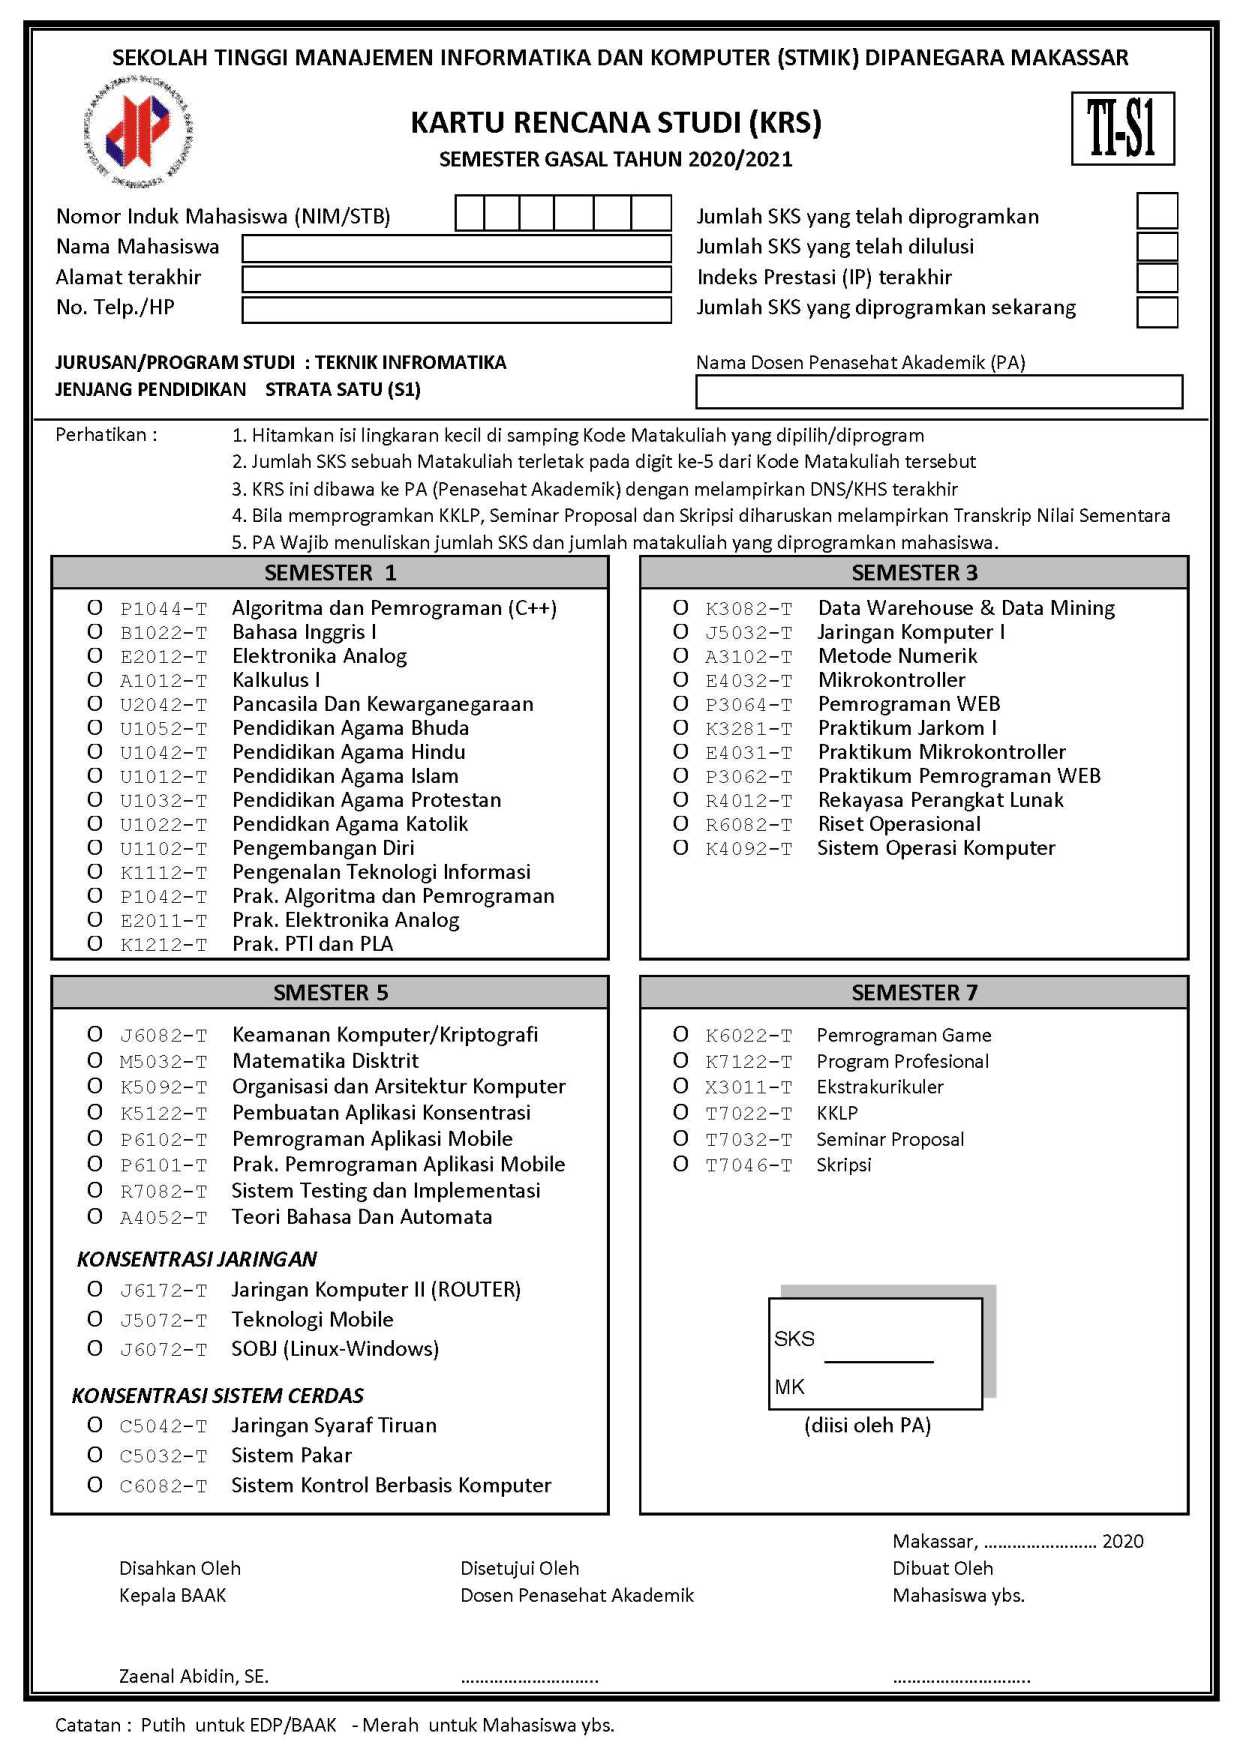 SEKOLAH TINGGI MANAJEMEN INFORMATIKA DAN KOMPUTER (STMIK) DIPANEGARA MAKASSAR
KARTU RENCANA STUDI (KRS)
TI-S1
SEMESTER GASAL TAHUN 2020/2021
Nomor Induk Mahasiswa (NIM/STB)
Nama Mahasiswa
Alamat terakhir
No. Telp./HP
Jumlah SKS yang telah diprogramkan
Jumlah SKS yang telah dilulusi
Indeks Prestasi (IP) terakhir
Jumlah SKS yang diprogramkan sekarang
JURUSAN/PROGRAM STUDI : TEKNIK INFROMATIKA
JENJANG PENDIDIKAN STRATA SATU (S1)
Nama Dosen Penasehat Akademik (PA)
Perhatikan : 1. Hitamkan isi lingkaran kecil di samping Kode Matakuliah yang dipilih/diprogram
2. Jumlah SKS sebuah Matakuliah terletak pada digit ke-5 dari Kode Matakuliah tersebut
3. KRS ini dibawa ke PA (Penasehat Akademik) dengan melampirkan DNS/KHS terakhir
4. Bila memprogramkan KKLP, Seminar Proposal dan Skripsi diharuskan melampirkan Transkrip Nilai Sementara
5. PA Wajib menuliskan jumlah SKS dan jumlah matakuliah yang diprogramkan mahasiswa.
SEMESTER 1
O P1044-T Algoritma dan Pemrograman (C++)
O B1022-T Bahasa Inggris I
O E2012-T Elektronika Analog
O A1012-T Kalkulus I
O U2042-T Pancasila Dan Kewarganegaraan
O U1052-T Pendidikan Agama Bhuda
O U1042-T Pendidikan Agama Hindu
O U1012-T Pendidikan Agama Islam
O U1032-T Pendidikan Agama Protestan
O U1022-T Pendidkan Agama Katolik
O U1102-T Pengembangan Diri
O K1112-T Pengenalan Teknologi Informasi
O P1042-T Prak. Algoritma dan Pemrograman
O E2011-T Prak. Elektronika Analog
O K1212-T Prak. PTI dan PLA
SEMESTER 3
O K3082-T Data Warehouse & Data Mining
O J5032-T Jaringan Komputer I
O A3102-T Metode Numerik
O E4032-T Mikrokontroller
O P3064-T Pemrograman WEB
O K3281-T Praktikum Jarkom I
O E4031-T Praktikum Mikrokontroller
O P3062-T Praktikum Pemrograman WEB
O R4012-T Rekayasa Perangkat Lunak
O R6082-T Riset Operasional
O K4092-T Sistem Operasi Komputer
SMESTER 5
O J6082-T Keamanan Komputer/Kriptografi
O M5032-T Matematika Disktrit
O K5092-T Organisasi dan Arsitektur Komputer
O K5122-T Pembuatan Aplikasi Konsentrasi
O P6102-T Pemrograman Aplikasi Mobile
O P6101-T Prak. Pemrograman Aplikasi Mobile
O R7082-T Sistem Testing dan Implementasi
O A4052-T Teori Bahasa Dan Automata
KONSENTRASI JARINGAN
O J6172-T Jaringan Komputer II (ROUTER)
O J5072-T Teknologi Mobile
O J6072-T SOBJ (Linux-Windows)
KONSENTRASI SISTEM CERDAS
O C5042-T Jaringan Syaraf Tiruan
O C5032-T Sistem Pakar
O C6082-T Sistem Kontrol Berbasis Komputer
SEMESTER 7
O K6022-T Pemrograman Game
O K7122-T Program Profesional
O X3011-T Ekstrakurikuler
O T7022-T KKLP
O T7032-T Seminar Proposal
O T7046-T Skripsi
SKS
MK
(diisi oleh PA)
Makassar, ........................ 2020
Disahkan Oleh
Kepala BAAK
Disetujui Oleh
Dosen Penasehat Akademik
Dibuat Oleh
Mahasiswa ybs.
Zaenal Abidin, SE.
.............................
.............................
Catatan : Putih untuk EDP/BAAK - Merah untuk Mahasiswa ybs.